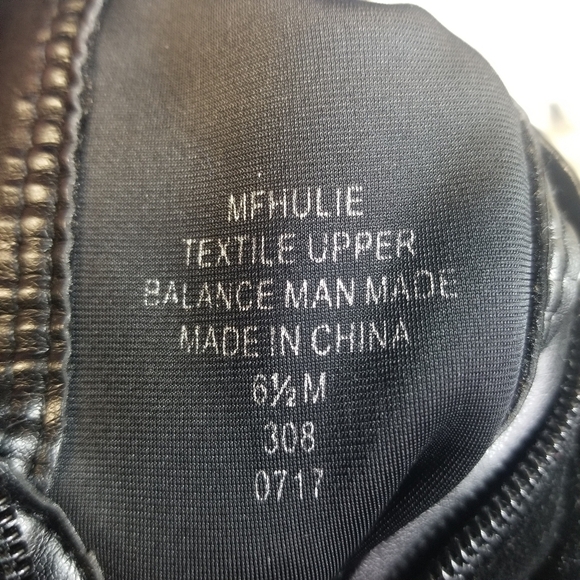 MFHULIE
TEXTILE UPPER
BALANCE MAN MADE
MADE IN CHINA
6½ M
308
0717